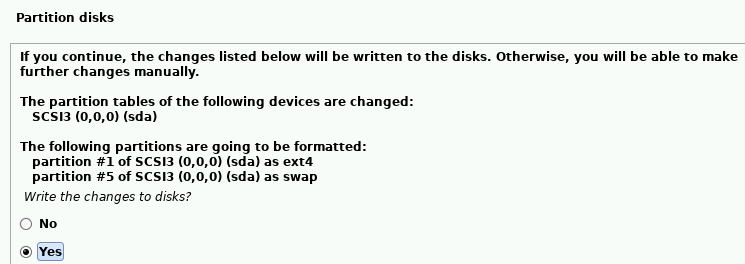 Partition disks
If you continue, the changes listed below will be written to the disks. Otherwise, you will be able to make
further changes manually.
The partition tables of the following devices are changed:
SCSI3 (0,0,0) (sda)
The following partitions are going to be formatted:
partition #1 of SCSI3 (0,0,0) (sda) as ext4
partition #5 of SCSI3 (0,0,0) (sda) as swap
Write the changes to disks?
No
Yes